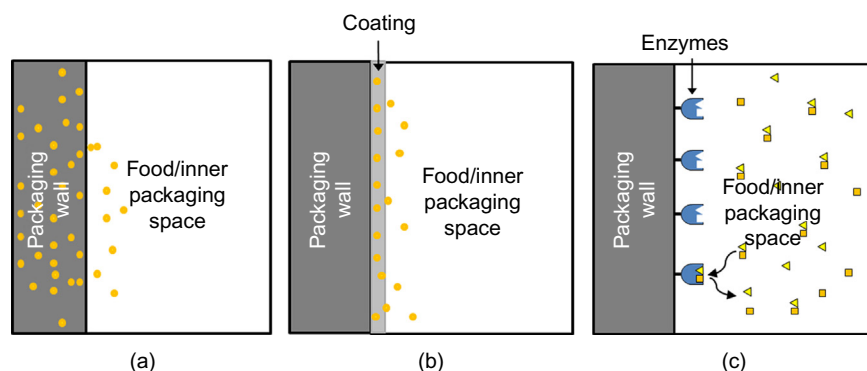 Coating
Enzymes
Packaging
wall
Food/inner
packaging
space
Packaging
wall
Food/inner
packaging
space
Packaging
wall
Food/inner
packaging
space
(a)
(b)
(c)